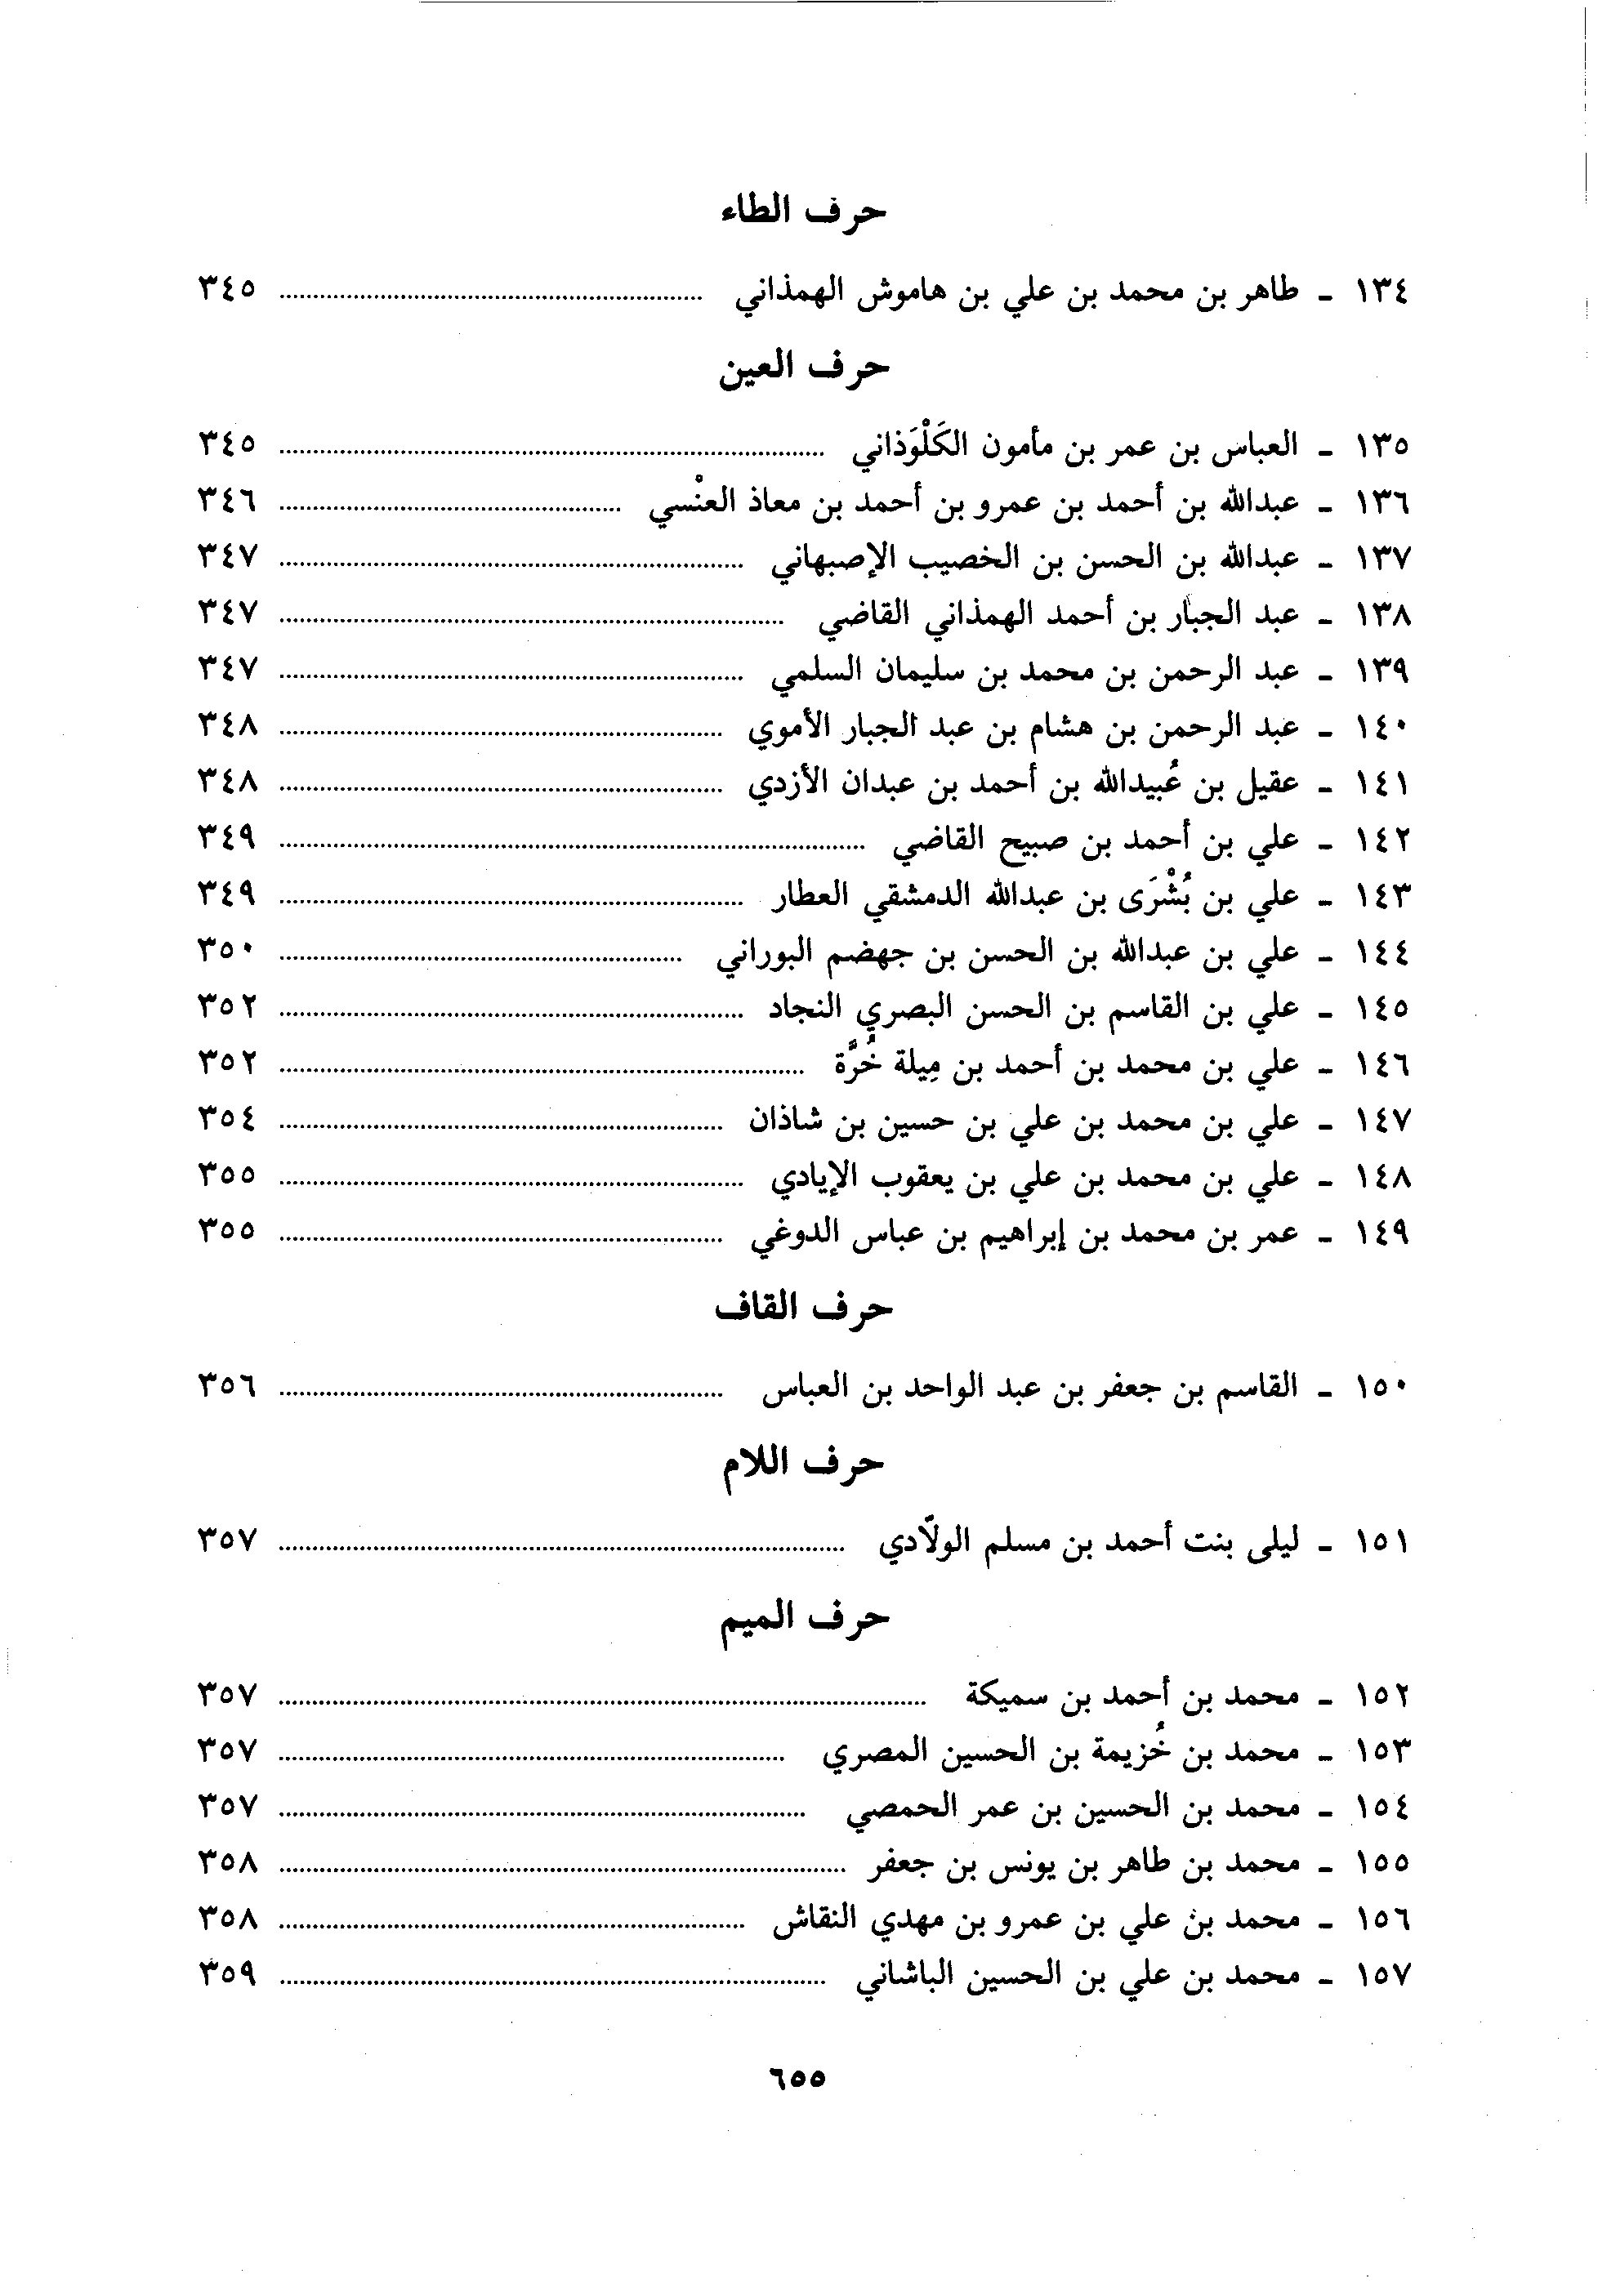 حرف الطاء
١٣٤ - طاهر بن محمد بن علي بن هاموش الهمذاني ........ ٣٤٥
حرف العين
١٣٥ - العباس بن عمر بن مأمون الكَلْوَذاني ........ ٣٤٥
١٣٦ - عبدالله بن أحمد بن عمرو بن أحمد بن معاذ العنْسي ........ ٣٤٦
١٣٧ - عبدالله بن الحسن بن الخصيب الإصبهاني ........ ٣٤٧
١٣٨ - عبد الجبار بن أحمد الهمذاني القاضي ........ ٣٤٧
١٣٩ - عبد الرحمن بن محمد بن سليمان السلمي ........ ٣٤٧
١٤٠ - عبد الرحمن بن هشام بن عبد الجبار الأموي ........ ٣٤٨
١٤١ - عقيل بن عُبيدالله بن أحمد بن عبدان الأزدي ........ ٣٤٨
١٤٢ - علي بن أحمد بن صبيح القاضي ........ ٣٤٩
١٤٣ - علي بن بُشْرَى بن عبدالله الدمشقي العطار ........ ٣٤٩
١٤٤ - علي بن عبدالله بن الحسن بن جهضم البوراني ........ ٣٥٠
١٤٥ - علي بن القاسم بن الحسن البصري النجاد ........ ٣٥٢
١٤٦ - علي بن محمد بن أحمد بن مِيلة خُرَّة ........ ٣٥٢
١٤٧ - علي بن محمد بن علي بن حسين بن شاذان ........ ٣٥٤
١٤٨ - علي بن محمد بن علي بن يعقوب الإيادي ........ ٣٥٥
١٤٩ - عمر بن محمد بن إبراهيم بن عباس الدوغي ........ ٣٥٥
حرف القاف
١٥٠ - القاسم بن جعفر بن عبد الواحد بن العباس ........ ٣٥٦
حرف اللام
١٥١ - ليلى بنت أحمد بن مسلم الولّادي ........ ٣٥٧
حرف الميم
١٥٢ - محمد بن أحمد بن سميكة ........ ٣٥٧
١٥٣ - محمد بن خُزيمة بن الحسين المصري ........ ٣٥٧
١٥٤ - محمد بن الحسين بن عمر الحمصي ........ ٣٥٧
١٥٥ - محمد بن طاهر بن يونس بن جعفر ........ ٣٥٨
١٥٦ - محمد بن علي بن عمرو بن مهدي النقاش ........ ٣٥٨
١٥٧ - محمد بن علي بن الحسين الباشاني ........ ٣٥٩
٦٥٥